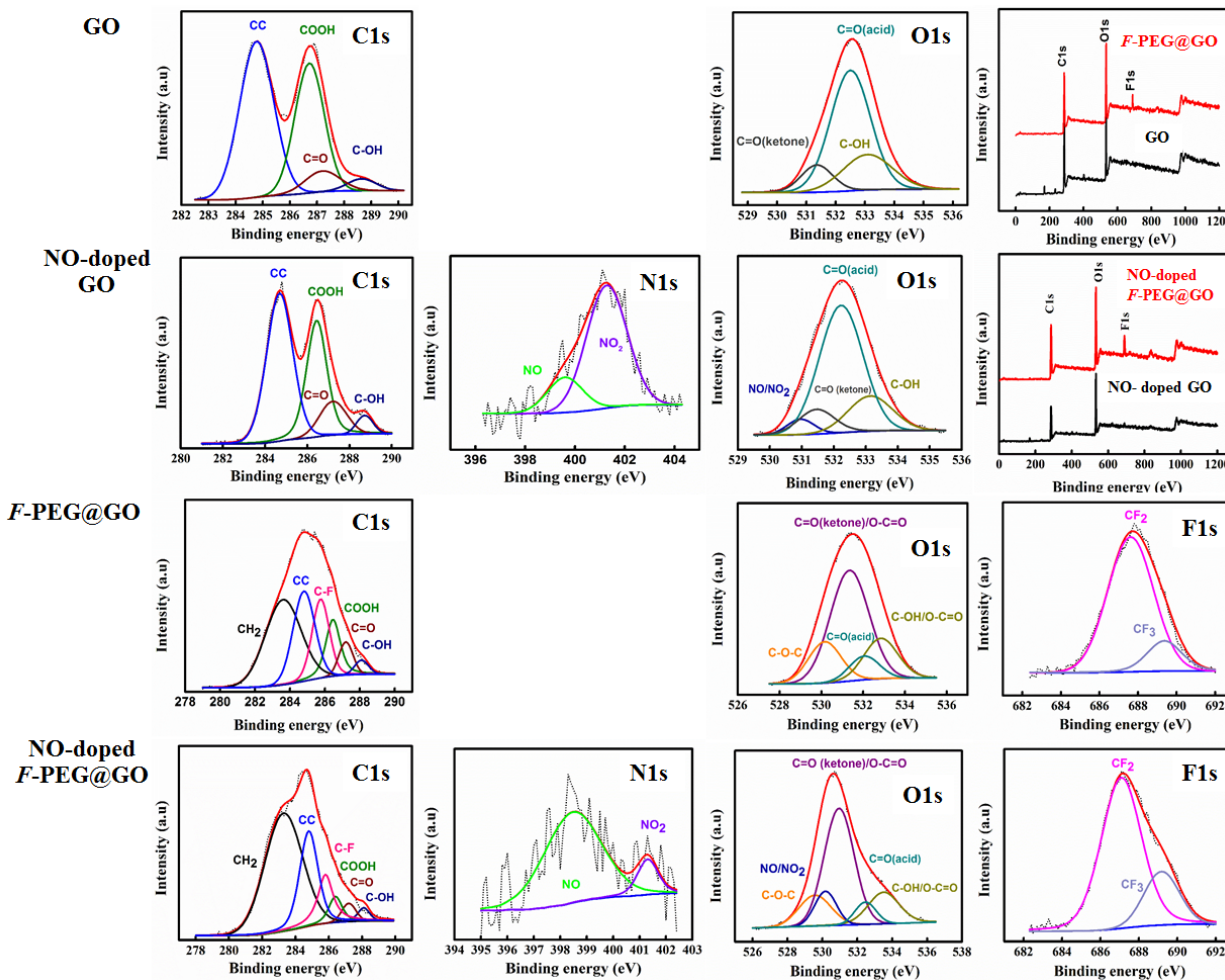 GO
C1s
CC
COOH
C=O
C-OH
Intensity (a.u)
282 283 284 285 286 287 288 289 290
Binding energy (eV)
O1s
C=O(acid)
C=O(ketone)
C-OH
Intensity (a.u)
529 530 531 532 533 534 535 536
Binding energy (eV)
F-PEG@GO
C1s
O1s
F1s
GO
Intensity (a.u)
0 200 400 600 800 1000 1200
Binding energy (eV)
NO-doped
GO
C1s
CC
COOH
C=O
C-OH
Intensity (a.u)
280 282 284 286 288 290
Binding energy (eV)
N1s
NO
NO2
Intensity (a.u)
396 398 400 402 404
Binding energy (eV)
O1s
C=O(acid)
NO/NO2
C=O (ketone)
C-OH
Intensity (a.u)
529 530 531 532 533 534 535 536
Binding energy (eV)
NO-doped
F-PEG@GO
C1s
O1s
F1s
NO- doped GO
Intensity (a.u)
0 200 400 600 800 1000 1200
Binding energy (eV)
F-PEG@GO
C1s
CH2
CC
C-F
COOH
C=O
C-OH
Intensity (a.u)
278 280 282 284 286 288 290
Binding energy (eV)
C=O(ketone)/O-C=O
O1s
C-OH/O-C=O
C=O(acid)
C-O-C
Intensity (a.u)
526 528 530 532 534 536
Binding energy (eV)
F1s
CF2
CF3
Intensity (a.u)
682 684 686 688 690 692
Binding energy (eV)
NO-doped
F-PEG@GO
C1s
CH2
CC
C-F
COOH
C=O
C-OH
Intensity (a.u)
278 280 282 284 286 288 290
Binding energy (eV)
N1s
NO
NO2
Intensity (a.u)
394 395 396 397 398 399 400 401 402 403
Binding energy (eV)
C=O (ketone)/O-C=O
O1s
NO/NO2
C=O(acid)
C-O-C
C-OH/O-C=O
Intensity (a.u)
526 528 530 532 534 536 538
Binding energy (eV)
F1s
CF2
CF3
Intensity (a.u)
682 684 686 688 690 692
Binding energy (eV)